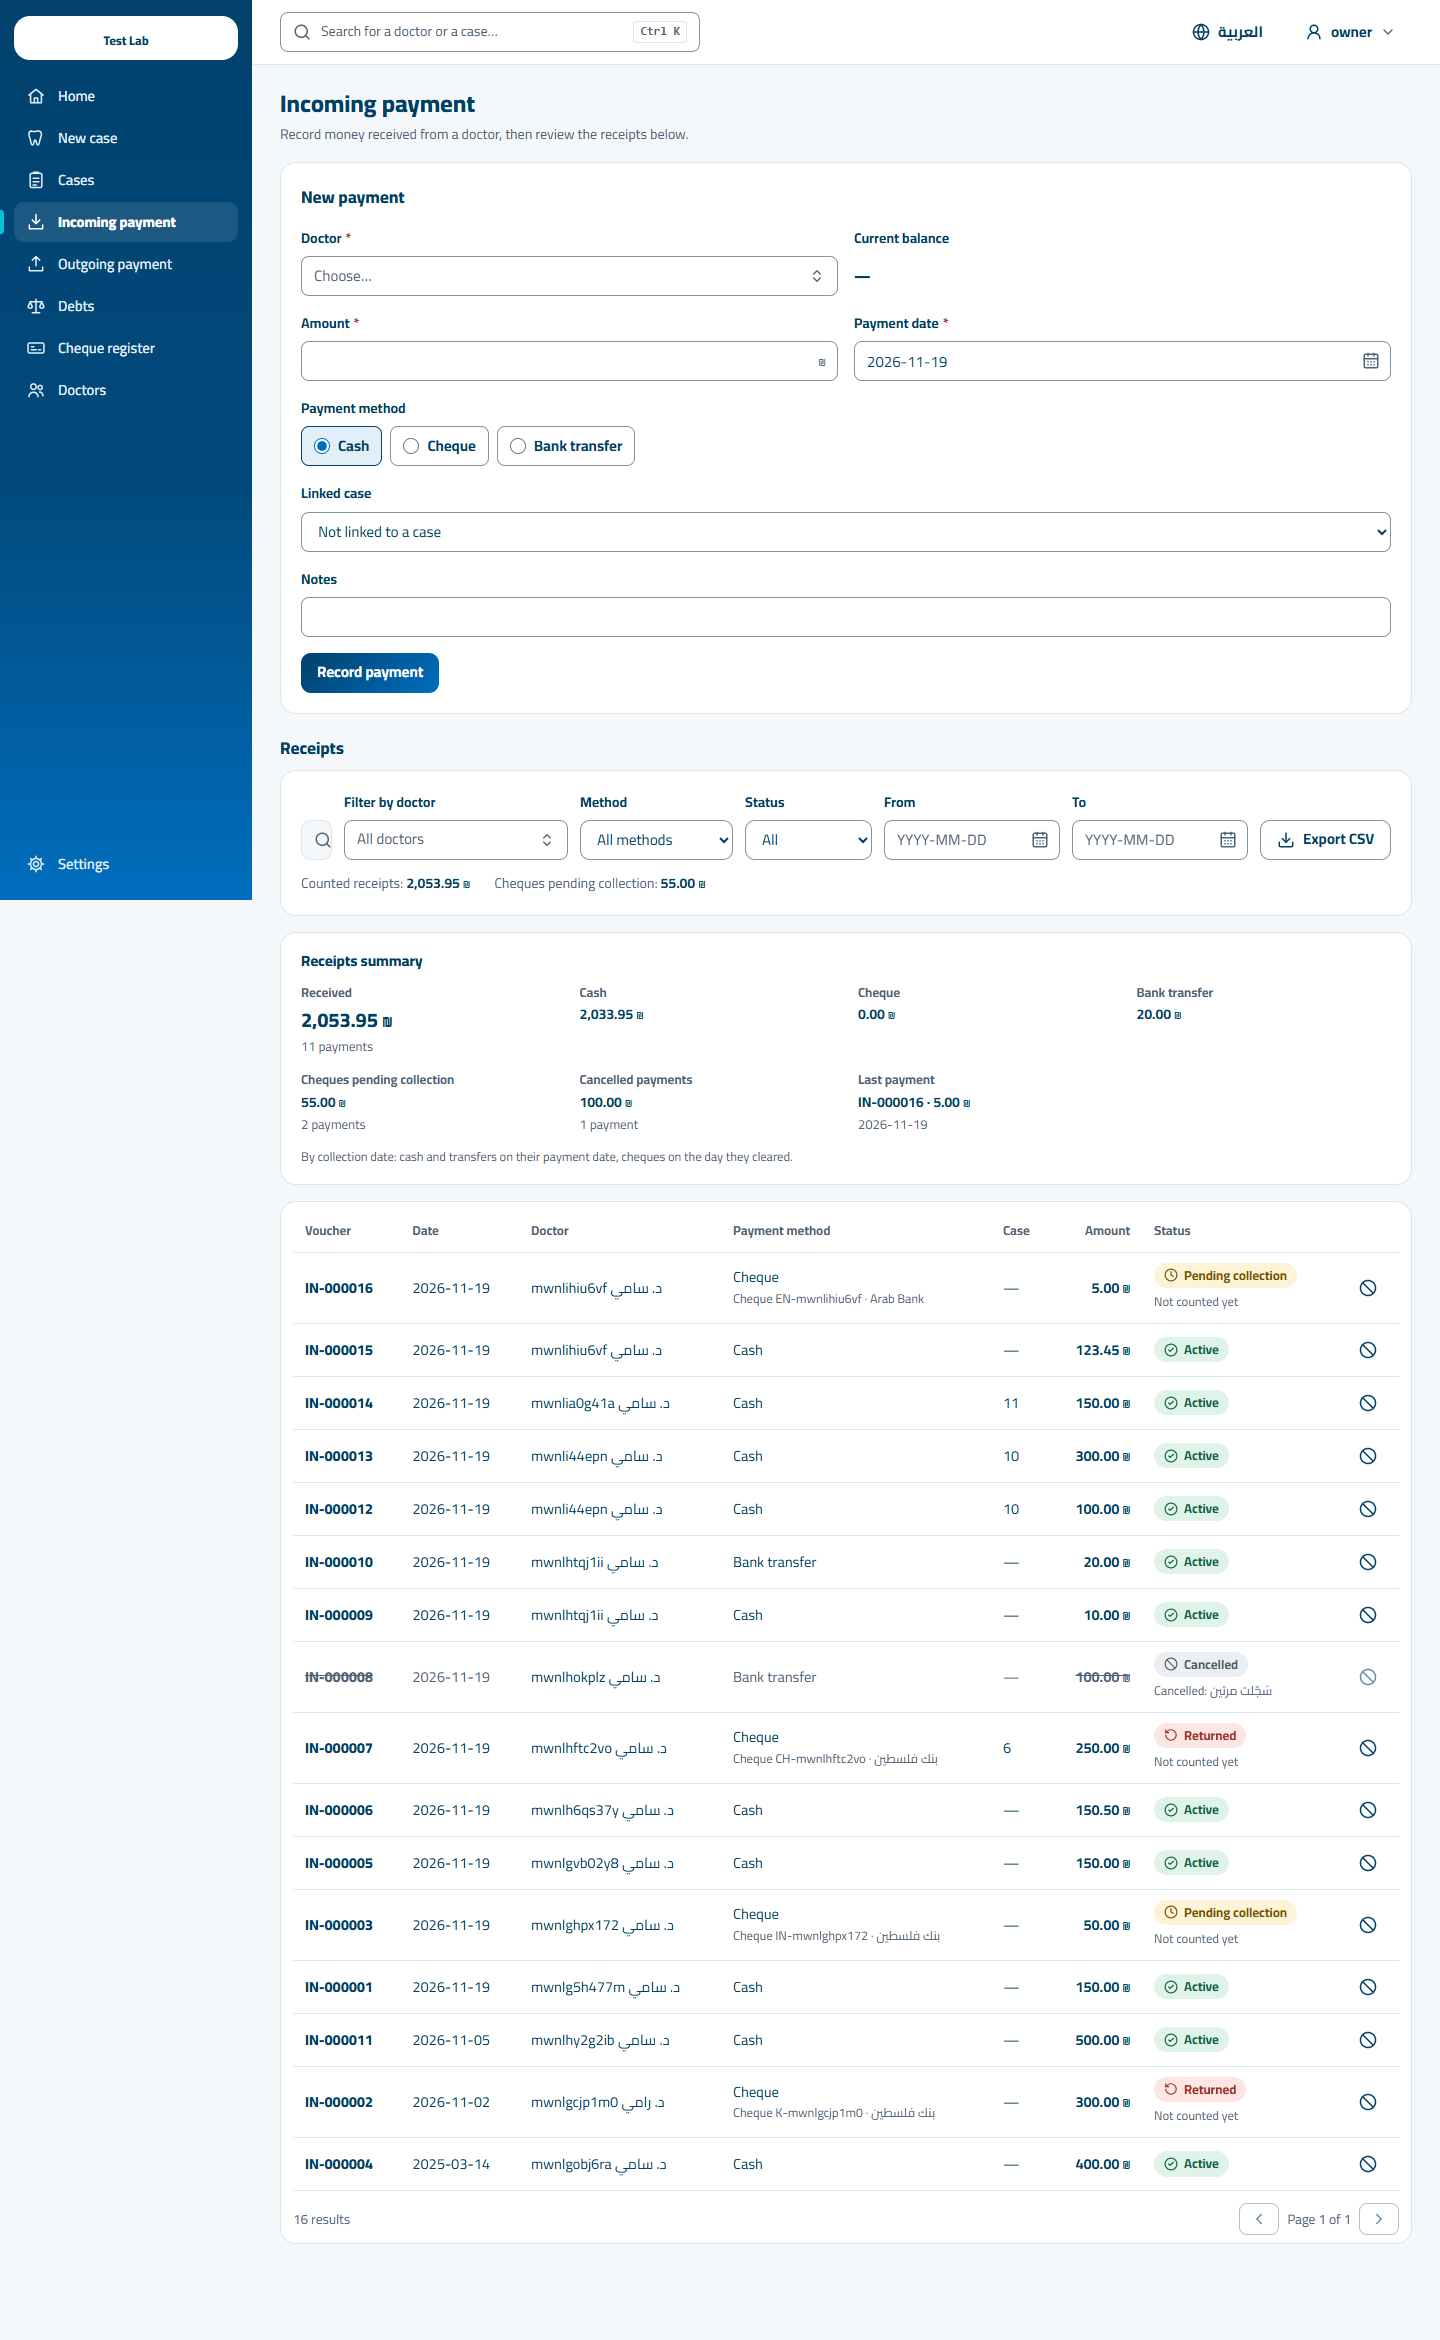 Test Lab
Home
New case
Cases
Incoming payment
Outgoing payment
Debts
Cheque register
Doctors
Settings
Search for a doctor or a case... Ctrl K
العربية
owner
Incoming payment
Record money received from a doctor, then review the receipts below.
New payment
Doctor * Current balance
Choose... —
Amount * Payment date *
₪ 2026-11-19
Payment method
Cash Cheque Bank transfer
Linked case
Not linked to a case
Notes
Record payment
Receipts
Filter by doctor Method Status From To
All doctors All methods All YYYY-MM-DD YYYY-MM-DD Export CSV
Counted receipts: 2,053.95 ₪ Cheques pending collection: 55.00 ₪
Receipts summary
Received Cash Cheque Bank transfer
2,053.95 ₪ 2,033.95 ₪ 0.00 ₪ 20.00 ₪
11 payments
Cheques pending collection Cancelled payments Last payment
55.00 ₪ 100.00 ₪ IN-000016 · 5.00 ₪
2 payments 1 payment 2026-11-19
By collection date: cash and transfers on their payment date, cheques on the day they cleared.
Voucher Date Doctor Payment method Case Amount Status
IN-000016 2026-11-19 د. سامي mwnlihiu6vf Cheque — 5.00 ₪ Pending collection
Cheque EN-mwnlihiu6vf · Arab Bank Not counted yet
IN-000015 2026-11-19 د. سامي mwnlihiu6vf Cash — 123.45 ₪ Active
IN-000014 2026-11-19 د. سامي mwnlia0g41a Cash 11 150.00 ₪ Active
IN-000013 2026-11-19 د. سامي mwnli44epn Cash 10 300.00 ₪ Active
IN-000012 2026-11-19 د. سامي mwnli44epn Cash 10 100.00 ₪ Active
IN-000010 2026-11-19 د. سامي mwnlhtqj1ii Bank transfer — 20.00 ₪ Active
IN-000009 2026-11-19 د. سامي mwnlhtqj1ii Cash — 10.00 ₪ Active
IN-000008 2026-11-19 د. سامي mwnlhokplz Bank transfer — 100.00 ₪ Cancelled
Cancelled: سُجّلت مرتين
IN-000007 2026-11-19 د. سامي mwnlhftc2vo Cheque 6 250.00 ₪ Returned
Cheque CH-mwnlhftc2vo · بنك فلسطين Not counted yet
IN-000006 2026-11-19 د. سامي mwnlh6qs37y Cash — 150.50 ₪ Active
IN-000005 2026-11-19 د. سامي mwnlgvb02y8 Cash — 150.00 ₪ Active
IN-000003 2026-11-19 د. سامي mwnlghpx172 Cheque — 50.00 ₪ Pending collection
Cheque IN-mwnlghpx172 · بنك فلسطين Not counted yet
IN-000001 2026-11-19 د. سامي mwnlg5h477m Cash — 150.00 ₪ Active
IN-000011 2026-11-05 د. سامي mwnlhy2g2ib Cash — 500.00 ₪ Active
IN-000002 2026-11-02 د. رامي mwnlgcjp1m0 Cheque — 300.00 ₪ Returned
Cheque K-mwnlgcjp1m0 · بنك فلسطين Not counted yet
IN-000004 2025-03-14 د. سامي mwnlgobj6ra Cash — 400.00 ₪ Active
16 results Page 1 of 1